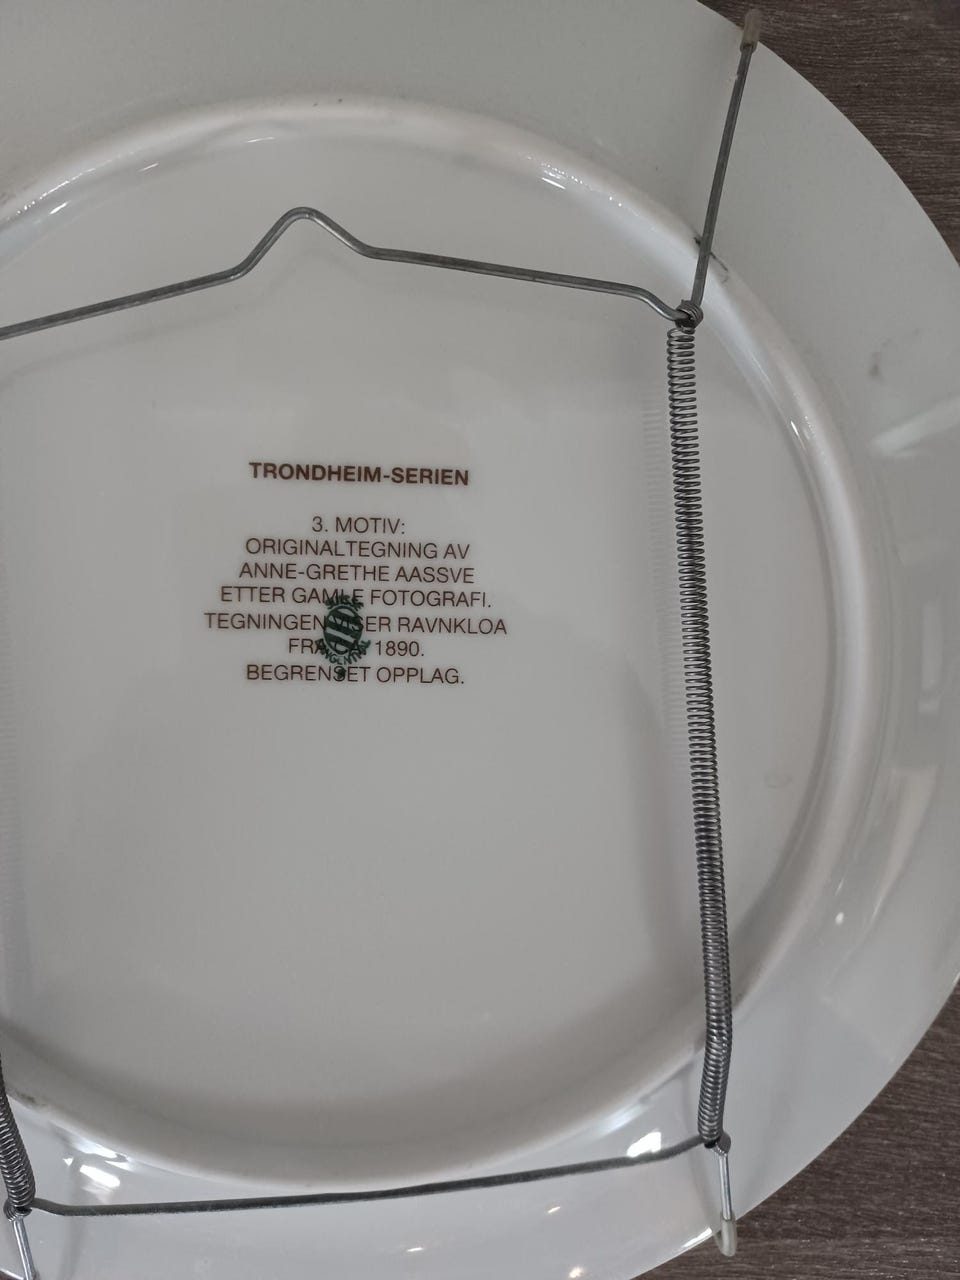 TRONDHEIM-SERIEN
3. MOTIV:
ORIGINALTEGNING AV
ANNE-GRETHE AASSVE
ETTER GAMLE FOTOGRAFI.
TEGNINGEN VISER RAVNKLOA
FRA CA. 1890.
BEGRENSET OPPLAG.